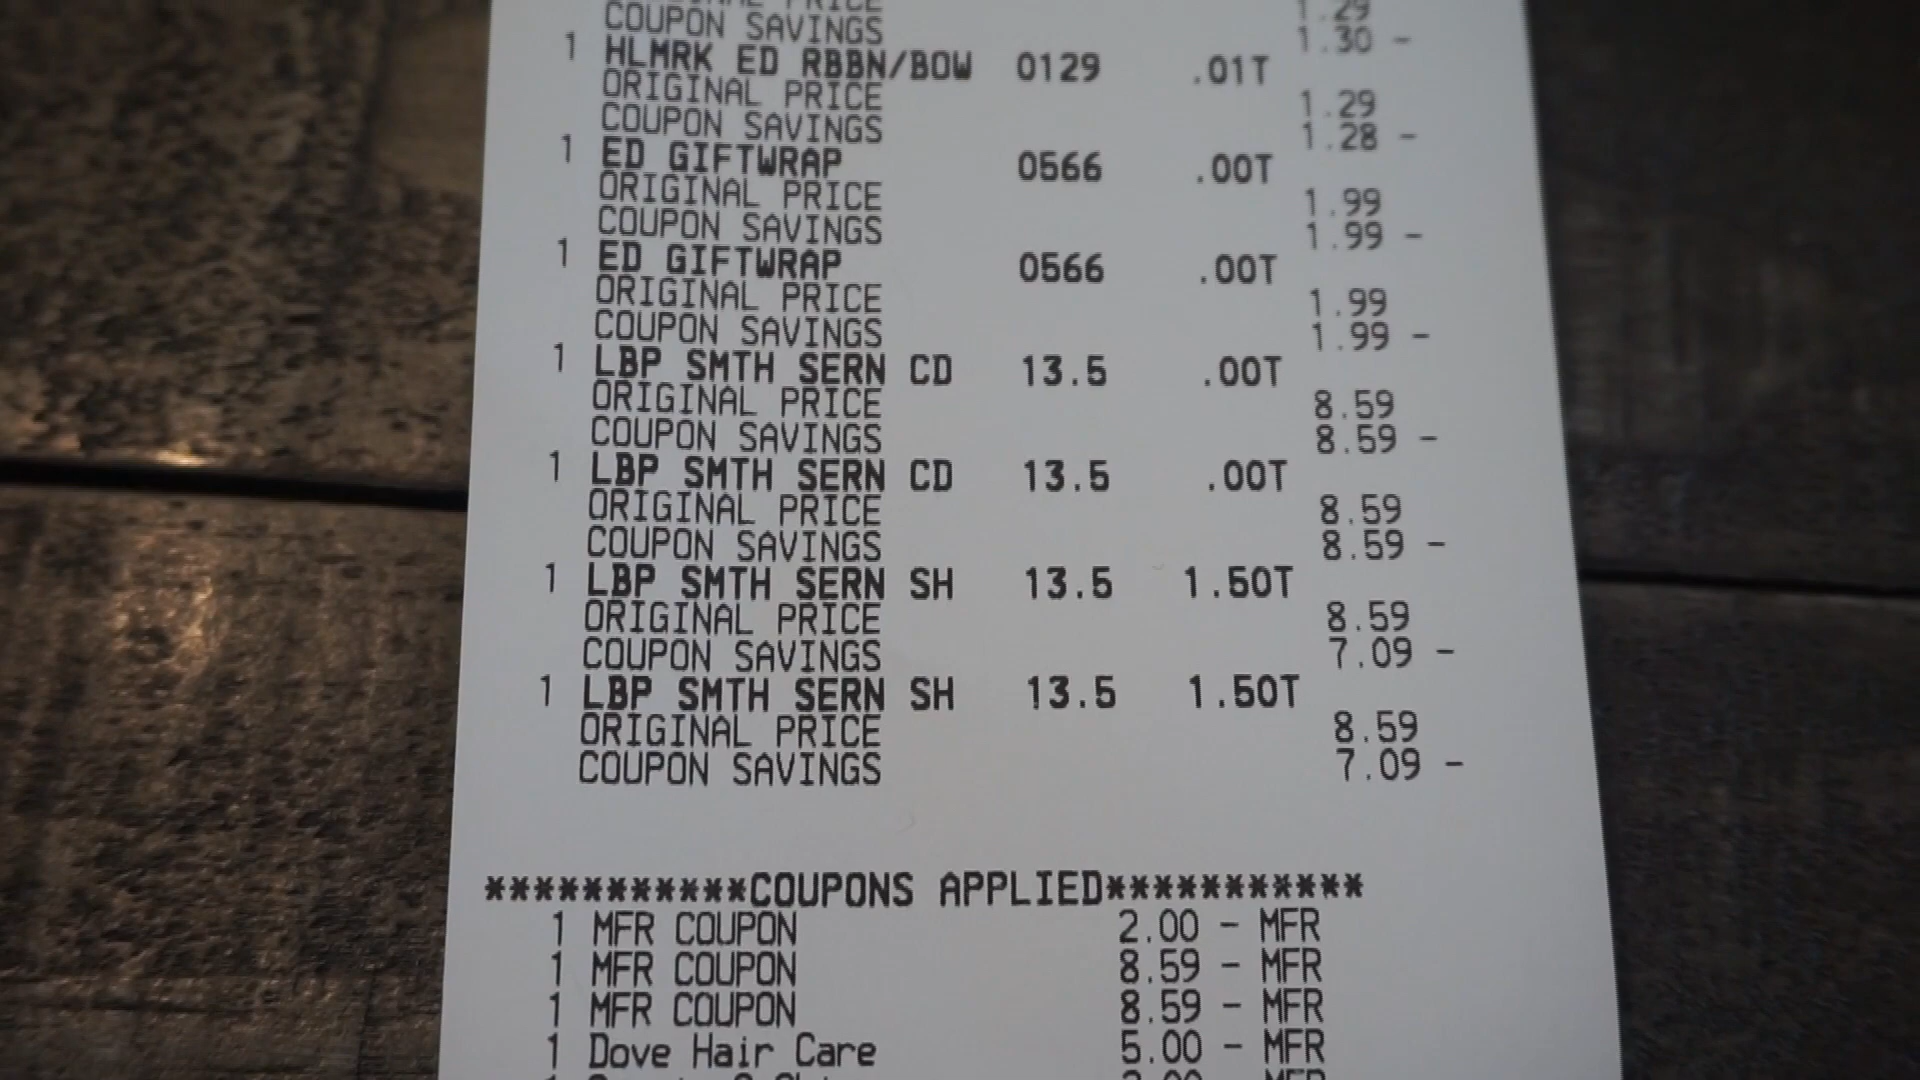 PRICE 1.29
COUPON SAVINGS 1.30 -
1 HLMRK ED RBBN/BOW 0129 .01T
ORIGINAL PRICE 1.29
COUPON SAVINGS 1.28 -
1 ED GIFTWRAP 0566 .00T
ORIGINAL PRICE 1.99
COUPON SAVINGS 1.99 -
1 ED GIFTWRAP 0566 .00T
ORIGINAL PRICE 1.99
COUPON SAVINGS 1.99 -
1 LBP SMTH SERN CD 13.5 .00T
ORIGINAL PRICE 8.59
COUPON SAVINGS 8.59 -
1 LBP SMTH SERN CD 13.5 .00T
ORIGINAL PRICE 8.59
COUPON SAVINGS 8.59 -
1 LBP SMTH SERN SH 13.5 1.50T
ORIGINAL PRICE 8.59
COUPON SAVINGS 7.09 -
1 LBP SMTH SERN SH 13.5 1.50T
ORIGINAL PRICE 8.59
COUPON SAVINGS 7.09 -
***********COUPONS APPLIED***********
1 MFR COUPON 2.00 - MFR
1 MFR COUPON 8.59 - MFR
1 MFR COUPON 8.59 - MFR
1 Dove Hair Care 5.00 - MFR